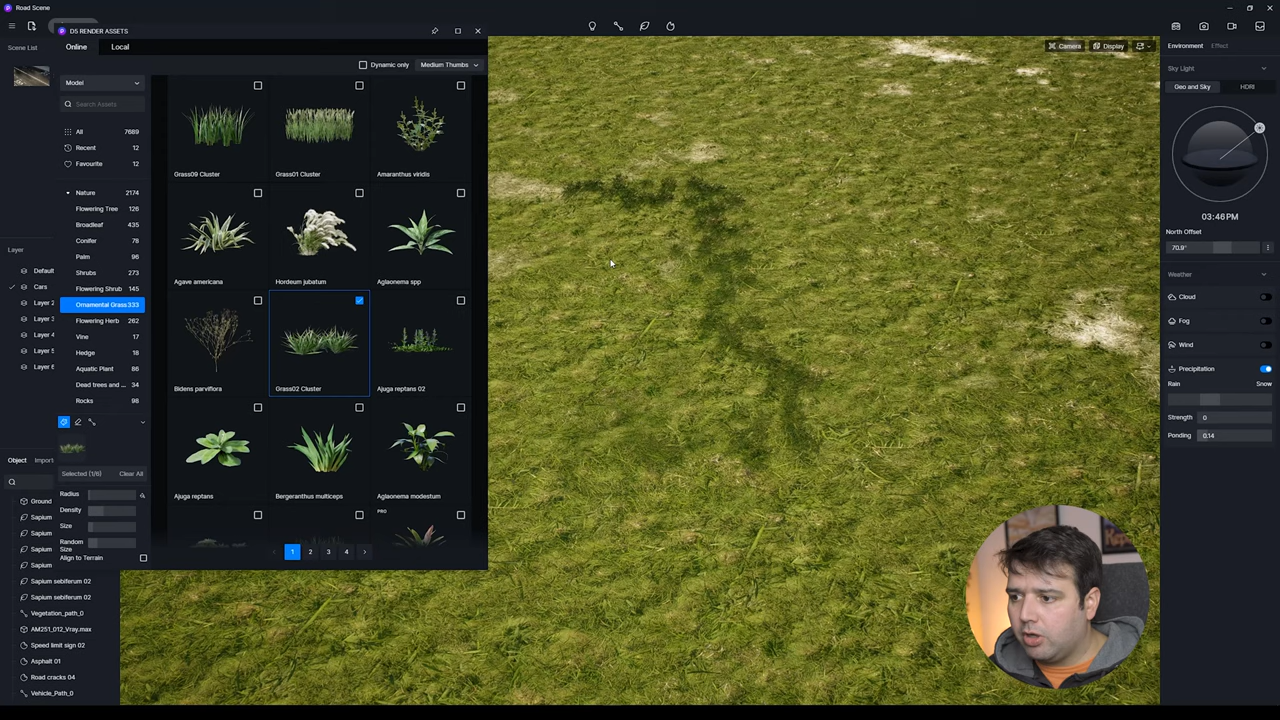 Road Scene
D5 RENDER ASSETS
Scene List
Online
Local
Dynamic only
Medium Thumbs
Camera
Display
Environment
Effect
Model
Search Assets
All 7689
Recent 12
Favourite 12
Nature 2174
Flowering Tree 126
Broadleaf 435
Conifer 78
Palm 96
Shrubs 273
Flowering Shrub 145
Ornamental Grass 333
Flowering Herb 262
Vine 17
Hedge 18
Aquatic Plant 86
Dead trees and ... 34
Rocks 98
Grass09 Cluster
Grass01 Cluster
Amaranthus viridis
Agave americana
Hordeum jubatum
Aglaonema spp
Bidens parviflora
Grass02 Cluster
Ajuga reptans 02
Ajuga reptans
Bergeranthus multiceps
Aglaonema modestum
PRO
1
2
3
4
Selected (1/6)
Clear All
Radius
Density
Size
Random
Size
Align to Terrain
Layer
Default
Cars
Layer 2
Layer 3
Layer 4
Layer 5
Layer 6
Object
Import
Ground
Sapium
Sapium
Sapium
Sapium
Sapium sebiferum 02
Sapium sebiferum 02
Vegetation_path_0
AM251_012_Vray.max
Speed limit sign 02
Asphalt 01
Road cracks 04
Vehicle_Path_0
Sky Light
Geo and Sky
HDRI
03:46PM
North Offset
70.9°
Weather
Cloud
Fog
Wind
Precipitation
Rain
Snow
Strength 0
Ponding 0.14